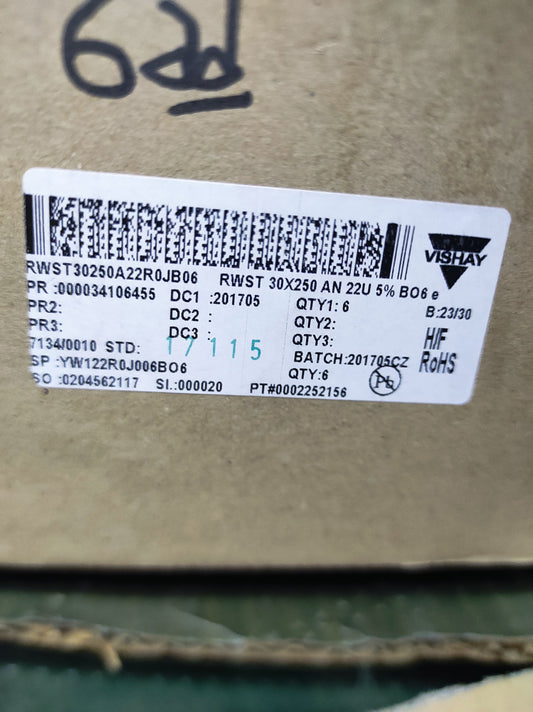 VISHAY
RWST30250A22R0JB06 RWST 30X250 AN 22U 5% BO6 e
PR :000034106455 DC1 :201705 QTY1: 6 B:23/30
PR2: DC2 : QTY2:
PR3: DC3 : QTY3: H/F
7134/0010 STD: 17 115 BATCH:201705CZ RoHS
SP :YW122R0J006BO6 QTY:6 Pb
SO :0204562117 SI.:000020 PT#0002252156